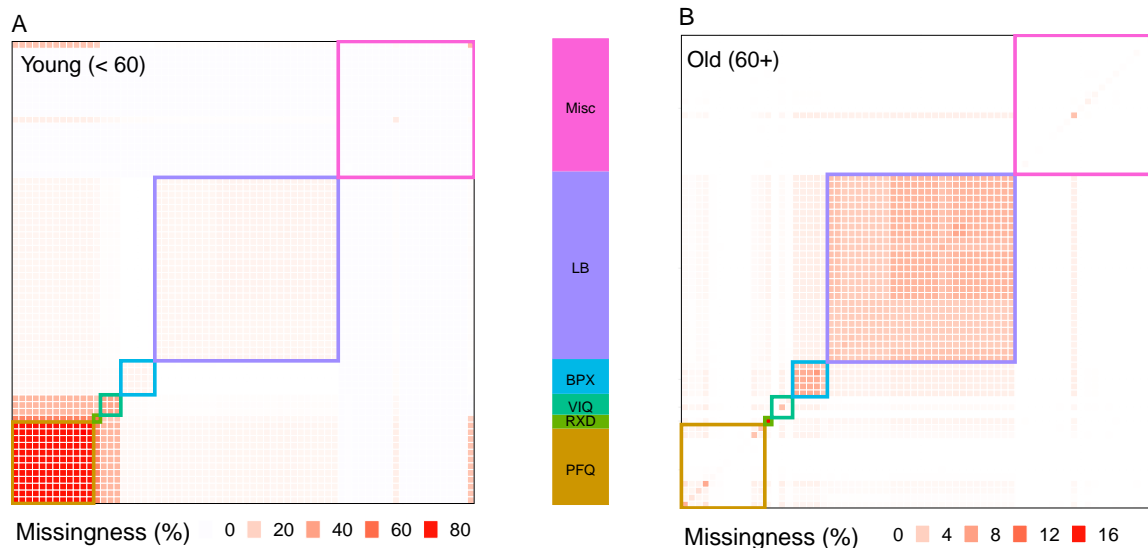 A
B
Young (< 60)
Old (60+)
Misc
LB
BPX
VIQ
RXD
PFQ
Missingness (%) 0 20 40 60 80
Missingness (%) 0 4 8 12 16